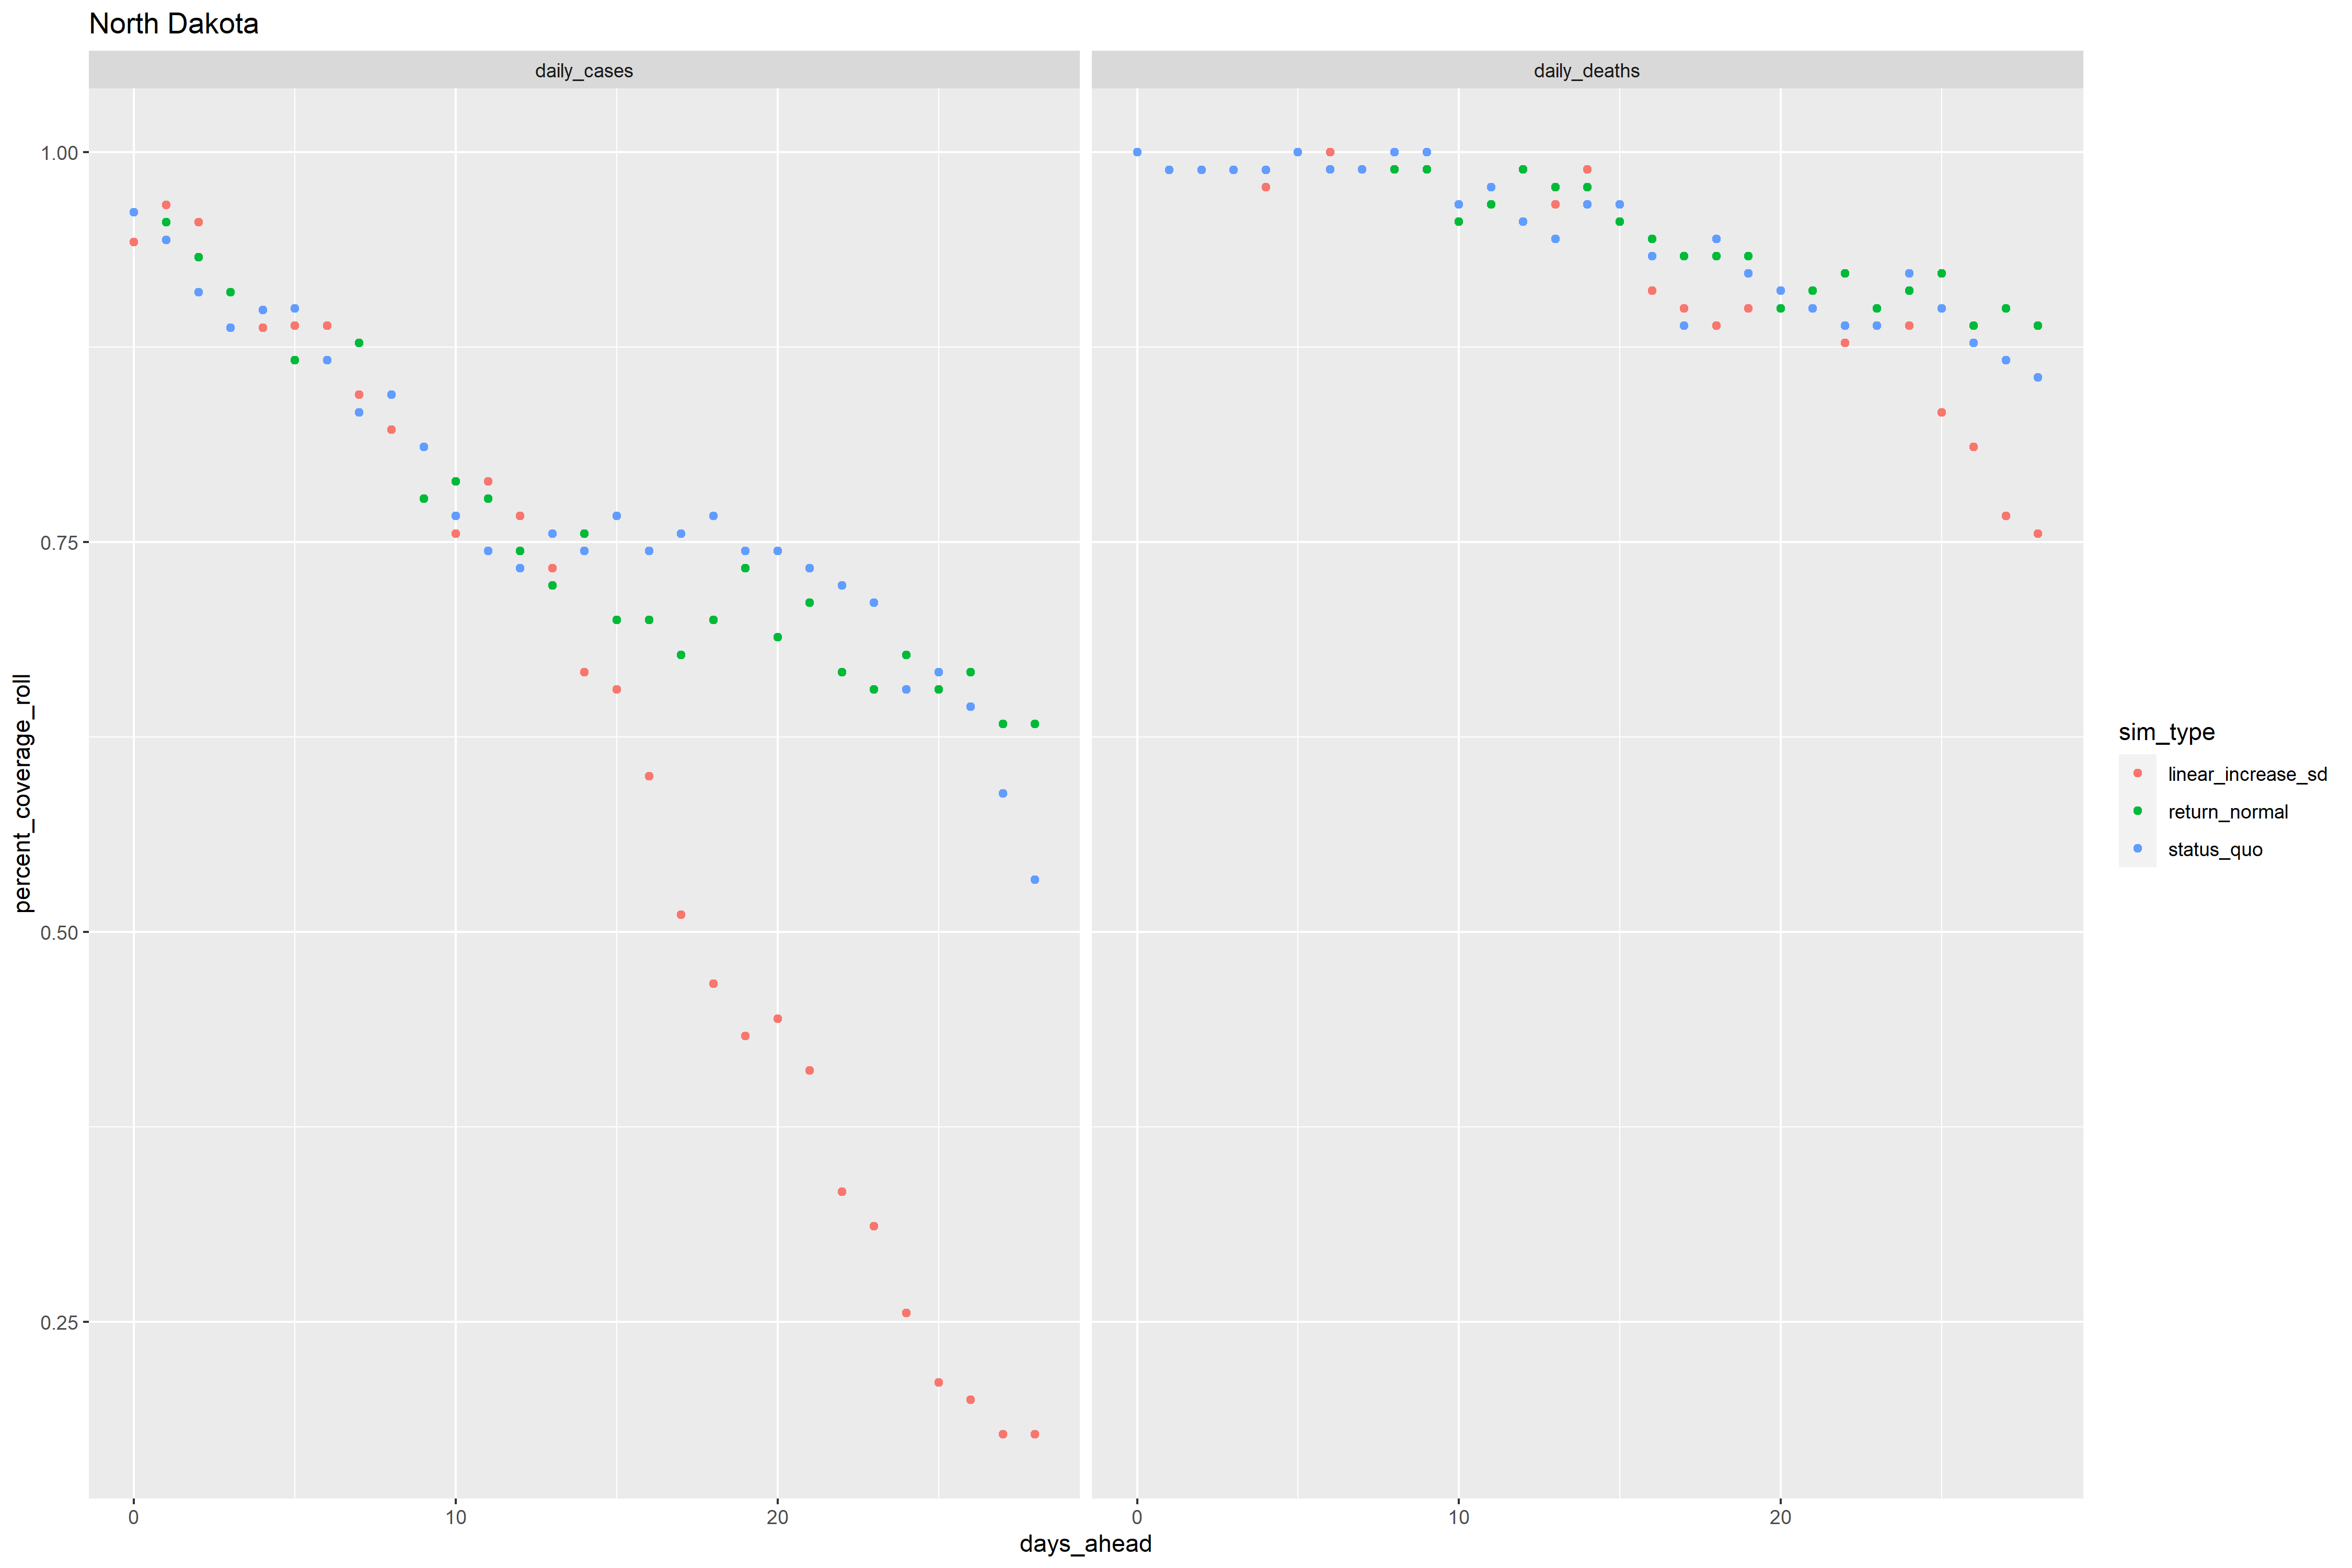 North Dakota
daily_cases
daily_deaths
1.00
0.75
0.50
0.25
percent_coverage_roll
0
10
20
0
10
20
days_ahead
sim_type
linear_increase_sd
return_normal
status_quo